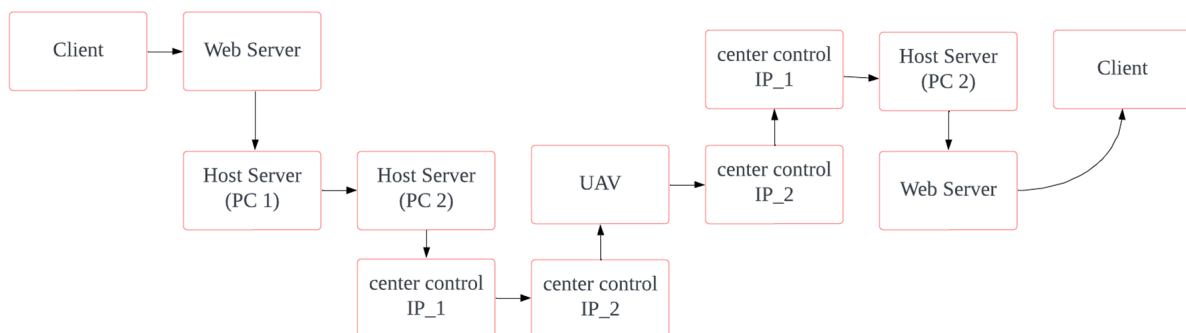 Client
Web Server
Host Server
(PC 1)
Host Server
(PC 2)
center control
IP_1
center control
IP_2
UAV
center control
IP_2
center control
IP_1
Host Server
(PC 2)
Web Server
Client